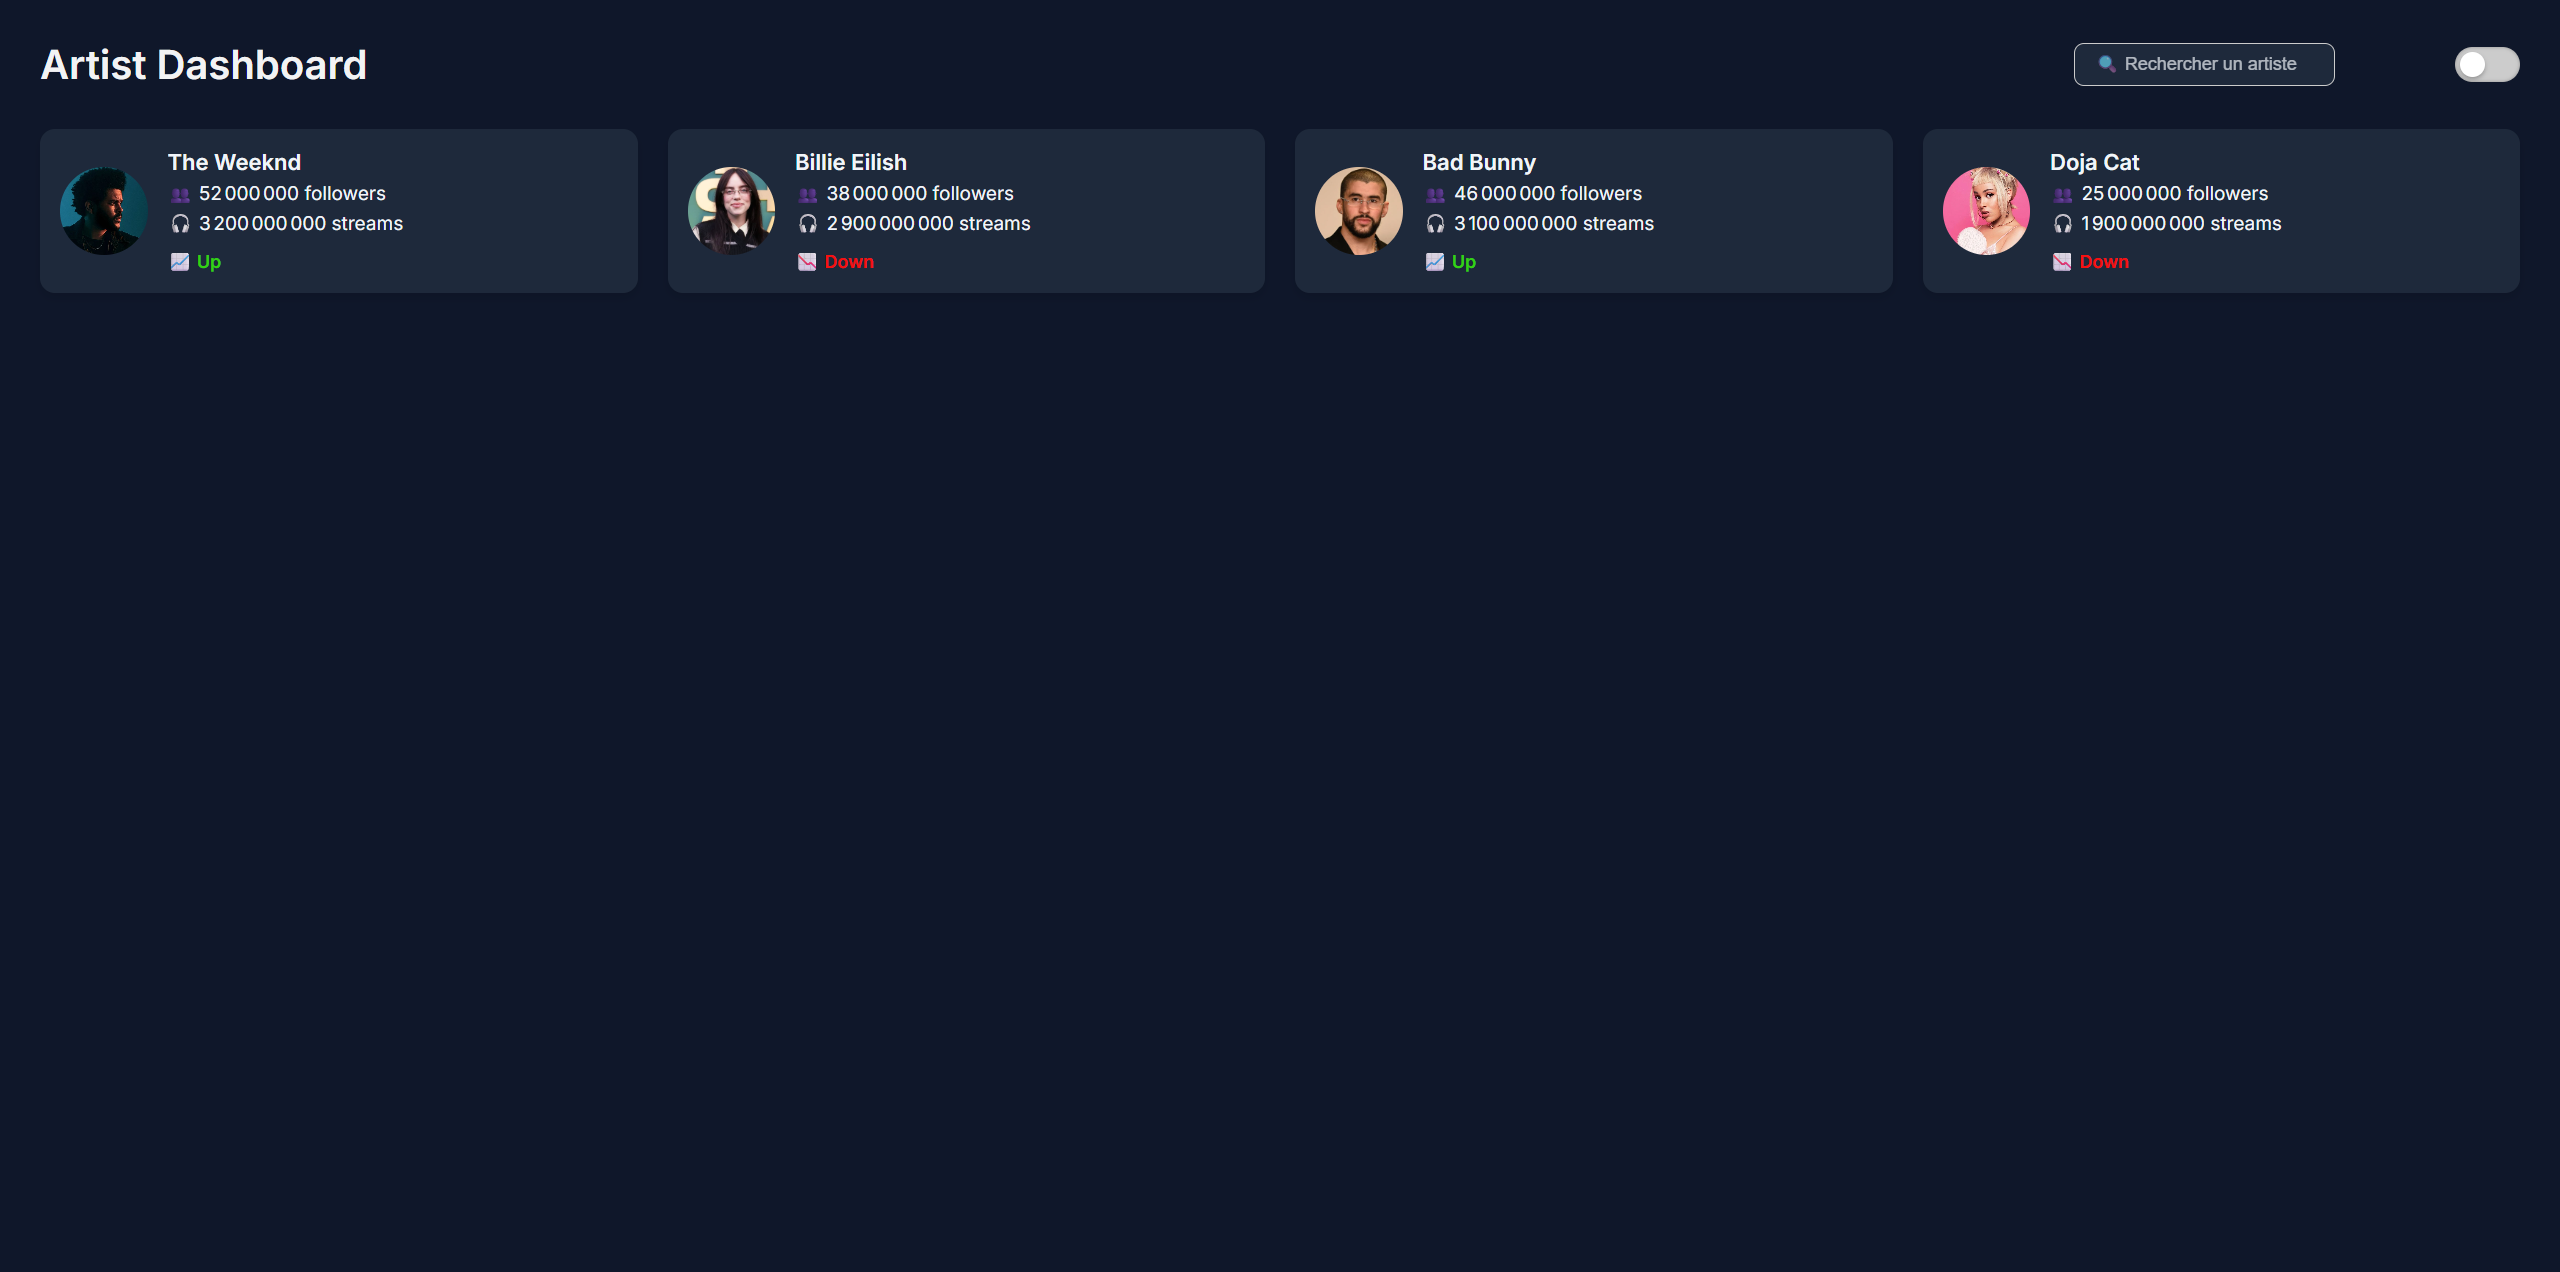 Artist Dashboard
🔍 Rechercher un artiste
The Weeknd
👥 52 000 000 followers
🎧 3 200 000 000 streams
📈 Up
Billie Eilish
👥 38 000 000 followers
🎧 2 900 000 000 streams
📉 Down
Bad Bunny
👥 46 000 000 followers
🎧 3 100 000 000 streams
📈 Up
Doja Cat
👥 25 000 000 followers
🎧 1 900 000 000 streams
📉 Down